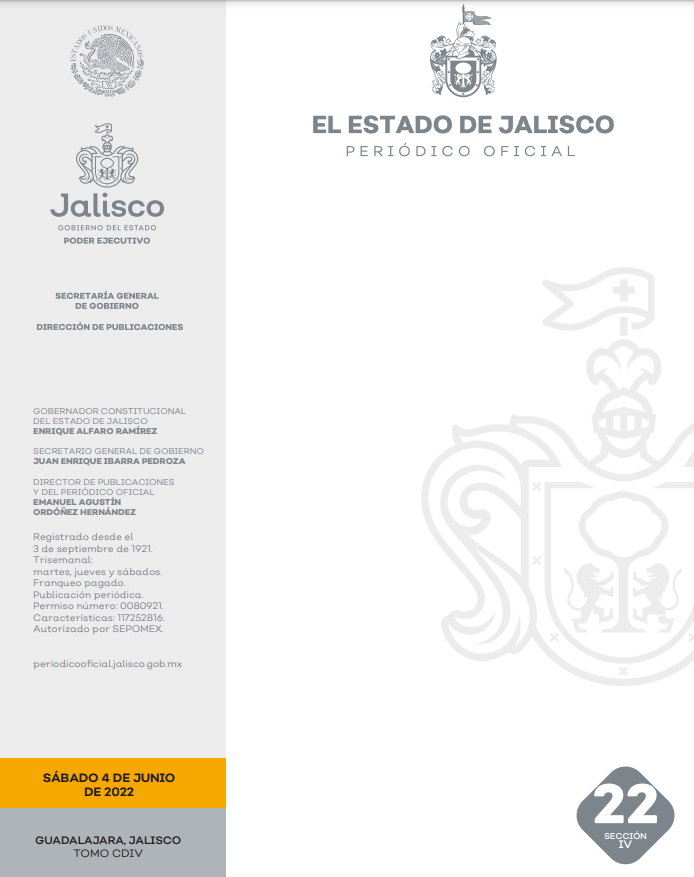 ESTADOS UNIDOS MEXICANOS
Jalisco
GOBIERNO DEL ESTADO
PODER EJECUTIVO
SECRETARÍA GENERAL
DE GOBIERNO
DIRECCIÓN DE PUBLICACIONES
GOBERNADOR CONSTITUCIONAL
DEL ESTADO DE JALISCO
ENRIQUE ALFARO RAMÍREZ
SECRETARIO GENERAL DE GOBIERNO
JUAN ENRIQUE IBARRA PEDROZA
DIRECTOR DE PUBLICACIONES
Y DEL PERIÓDICO OFICIAL
EMANUEL AGUSTÍN
ORDÓÑEZ HERNÁNDEZ
Registrado desde el
3 de septiembre de 1921.
Trisemanal:
martes, jueves y sábados.
Franqueo pagado.
Publicación periódica.
Permiso número: 0080921.
Características: 117252816.
Autorizado por SEPOMEX.
periodicooficial.jalisco.gob.mx
SÁBADO 4 DE JUNIO
DE 2022
GUADALAJARA, JALISCO
TOMO CDIV
EL ESTADO DE JALISCO
PERIÓDICO OFICIAL
22
SECCIÓN
IV